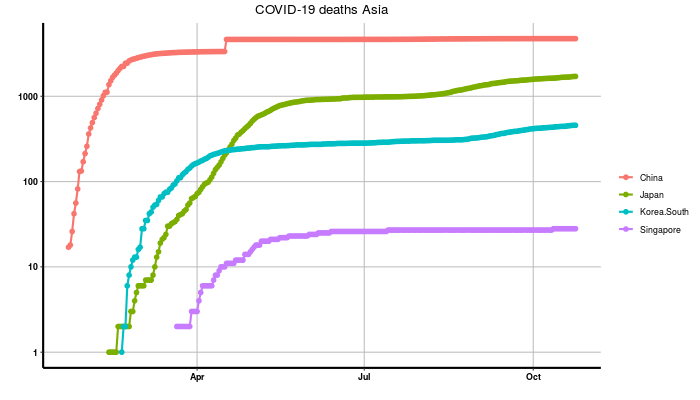 COVID-19 deaths Asia
1000
100
10
1
Apr
Jul
Oct
China
Japan
Korea.South
Singapore